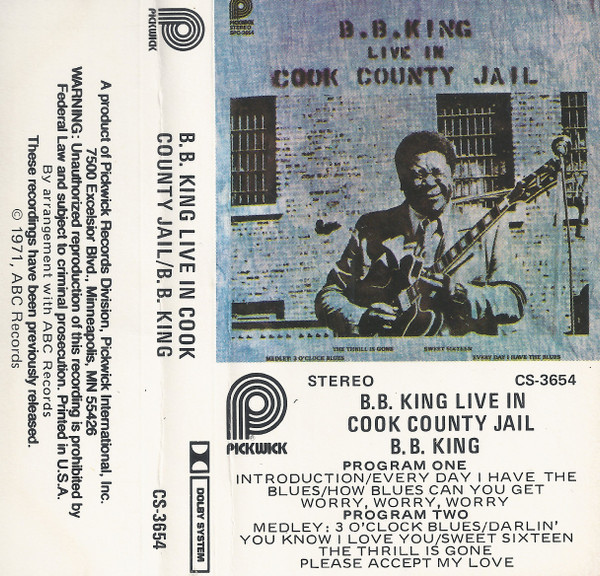 A product of Pickwick Records Division, Pickwick International, Inc.
7500 Excelsior Blvd., Minneapolis, MN 55426
WARNING: Unauthorized reproduction of this recording is prohibited by
Federal Law and subject to criminal prosecution. Printed in U.S.A.
By arrangement with ABC Records
These recordings have been previously released.
© 1971, ABC Records
PICKWICK
B.B. KING LIVE IN COOK
COUNTY JAIL/B.B. KING
DOLBY SYSTEM
CS-3654
PICKWICK
STEREO
SPC-3654
B.B.KING
LIVE IN
COOK COUNTY JAIL
THE THRILL IS GONE SWEET SIXTEEN
MEDLEY: 3 O'CLOCK BLUES EVERY DAY I HAVE THE BLUES
PICKWICK
STEREO CS-3654
B.B. KING LIVE IN
COOK COUNTY JAIL
B.B. KING
PROGRAM ONE
INTRODUCTION/EVERY DAY I HAVE THE
BLUES/HOW BLUES CAN YOU GET
WORRY, WORRY, WORRY
PROGRAM TWO
MEDLEY: 3 O'CLOCK BLUES/DARLIN'
YOU KNOW I LOVE YOU/SWEET SIXTEEN
THE THRILL IS GONE
PLEASE ACCEPT MY LOVE